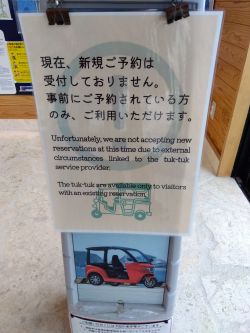 現在、新規ご予約は
受付しておりません。
事前にご予約されている方
のみ、ご利用いただけます。
Unfortunately, we are not accepting new
reservations at this time due to external
circumstances linked to the tuk-tuk
service provider.
The tuk-tuk are available only to visitors
with an existing reservation.